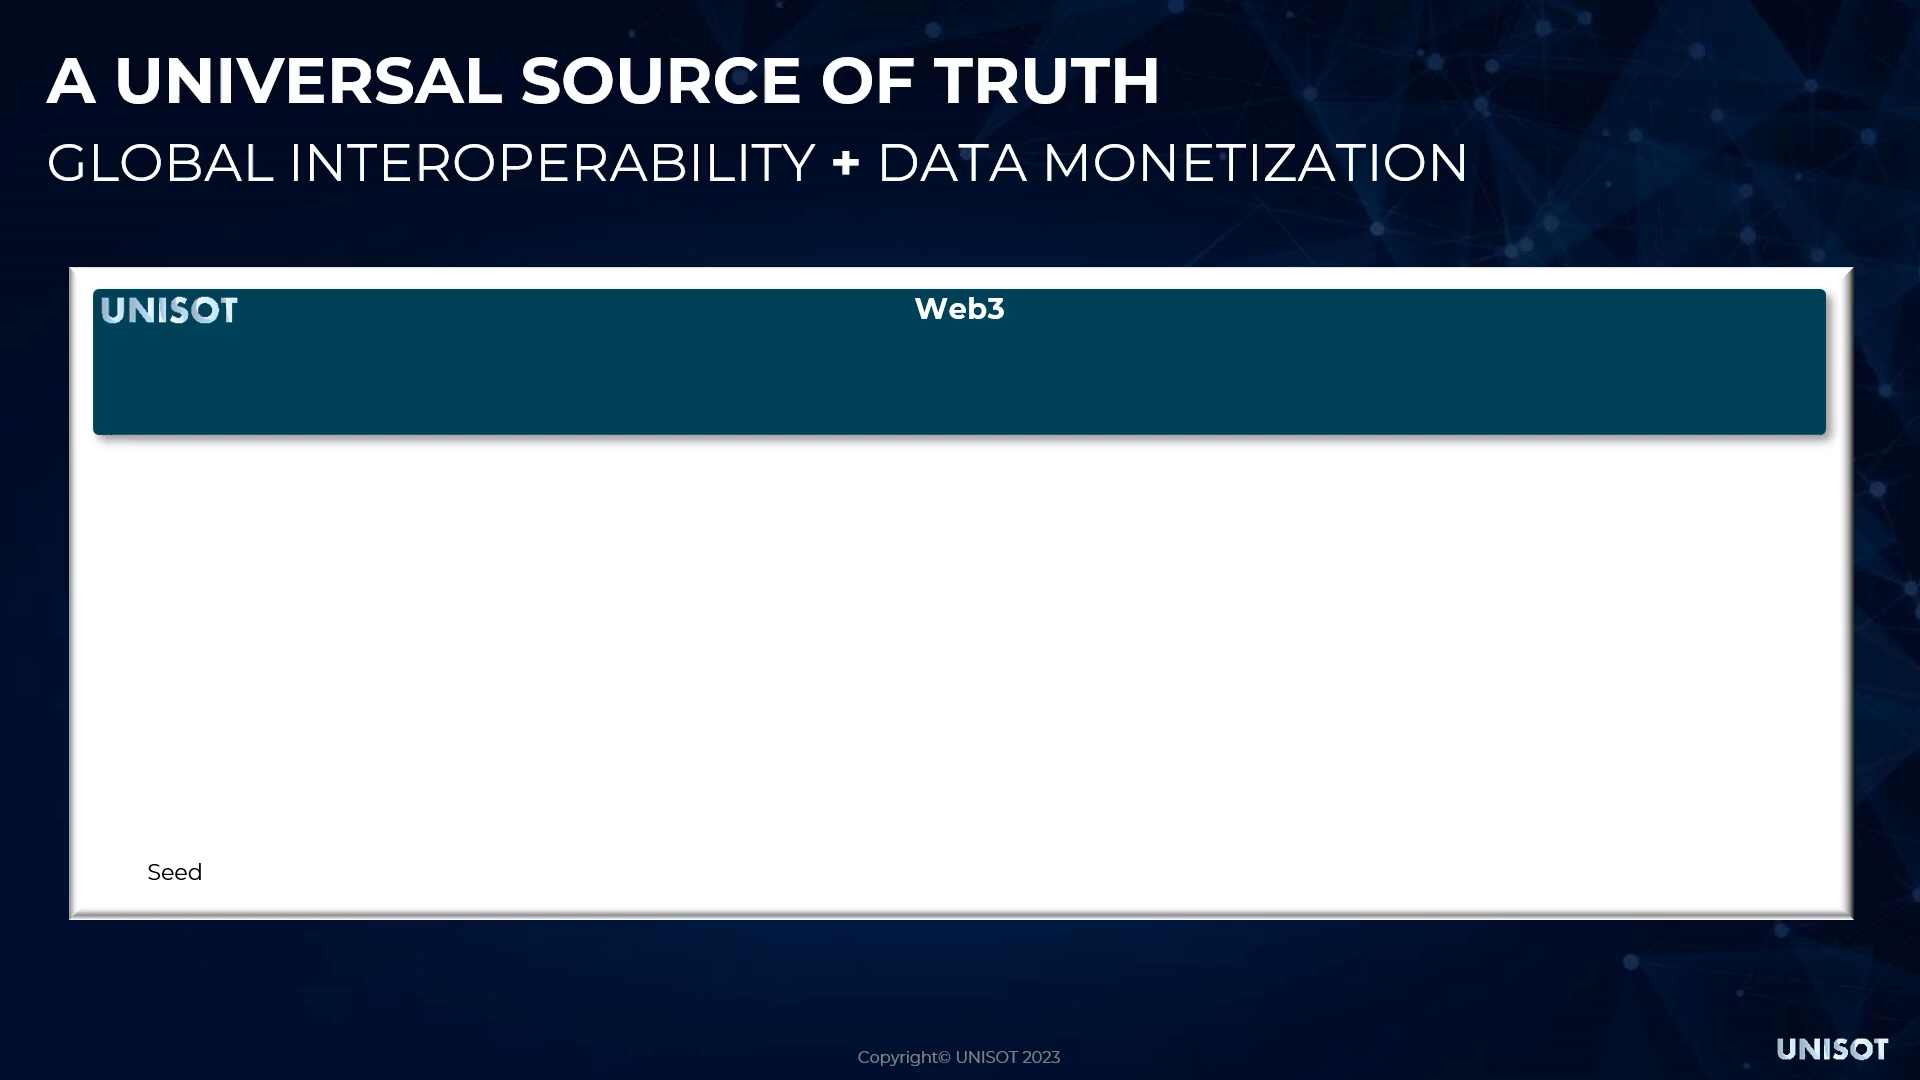 A UNIVERSAL SOURCE OF TRUTH
GLOBAL INTEROPERABILITY + DATA MONETIZATION
UNISOT
Web3
Seed
Copyright© UNISOT 2023
UNISOT